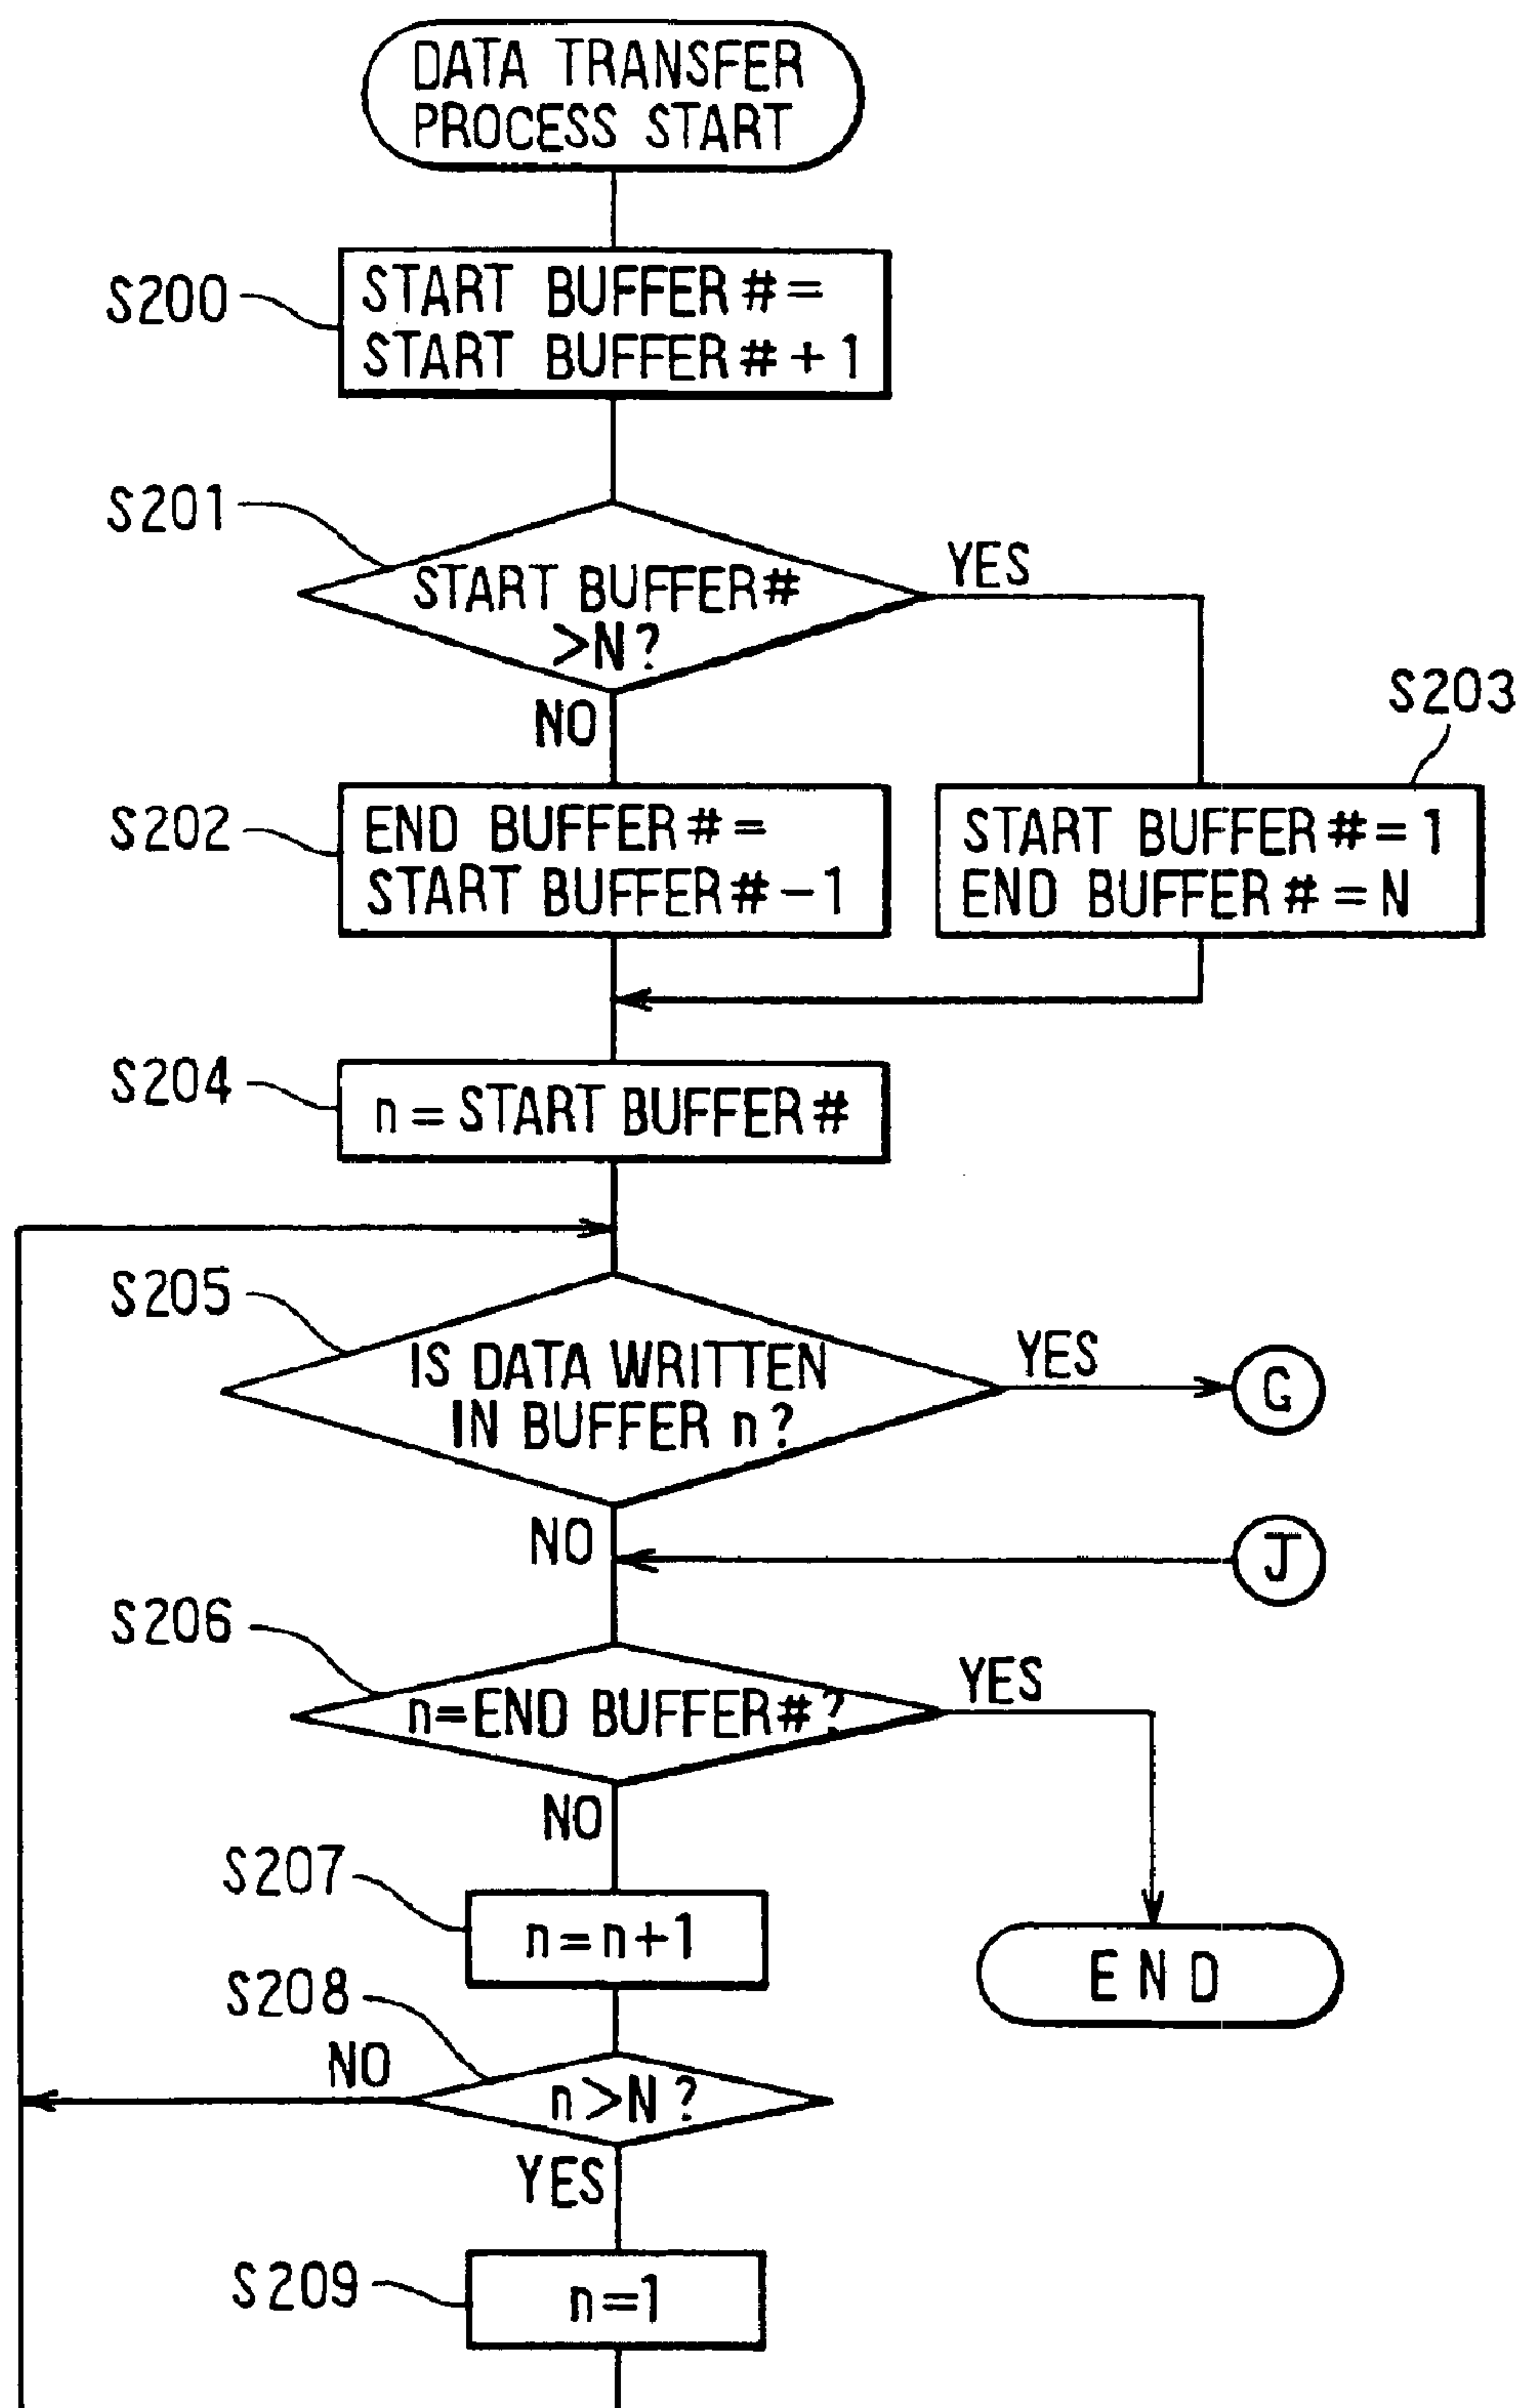 DATA TRANSFER
PROCESS START
S200
START BUFFER # =
START BUFFER # + 1
S201
START BUFFER #
>N?
YES
NO
S202
END BUFFER # =
START BUFFER # - 1
S203
START BUFFER # = 1
END BUFFER # = N
S204
n = START BUFFER #
S205
IS DATA WRITTEN
IN BUFFER n?
YES
G
NO
J
S206
n=END BUFFER#?
YES
NO
S207
n=n+1
END
S208
n>N?
NO
YES
S209
n=1